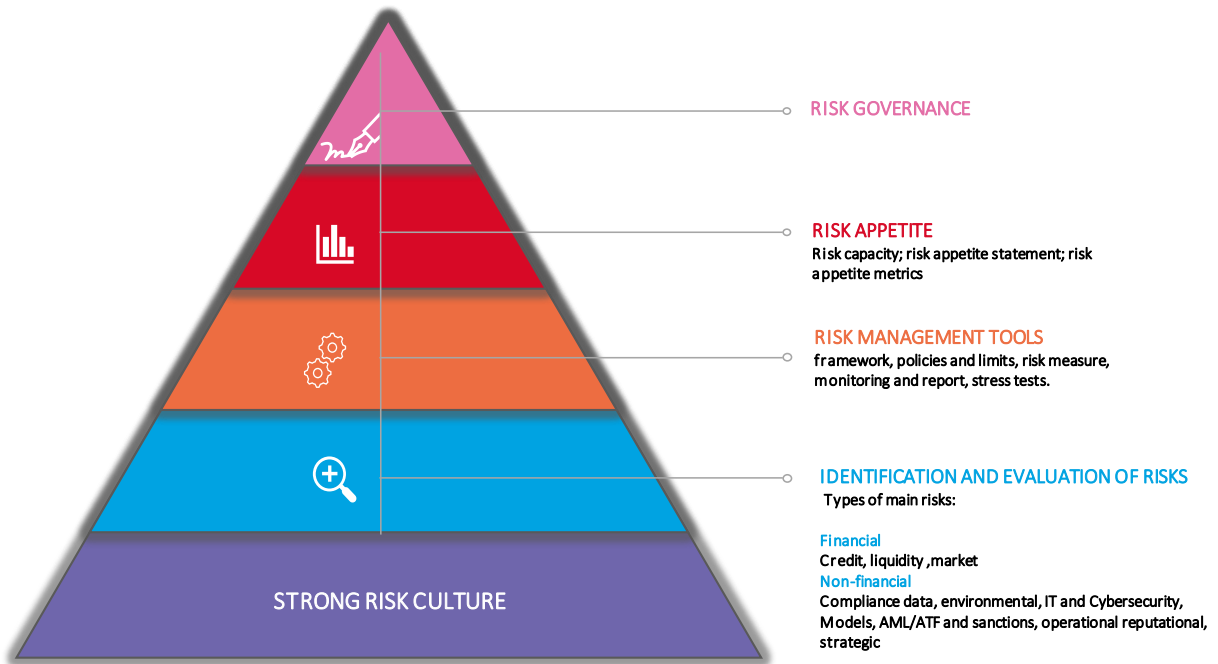 RISK GOVERNANCE
RISK APPETITE
Risk capacity; risk appetite statement; risk
appetite metrics
RISK MANAGEMENT TOOLS
framework, policies and limits, risk measure,
monitoring and report, stress tests.
IDENTIFICATION AND EVALUATION OF RISKS
Types of main risks:
Financial
Credit, liquidity ,market
Non-financial
Compliance data, environmental, IT and Cybersecurity,
Models, AML/ATF and sanctions, operational reputational,
strategic
STRONG RISK CULTURE